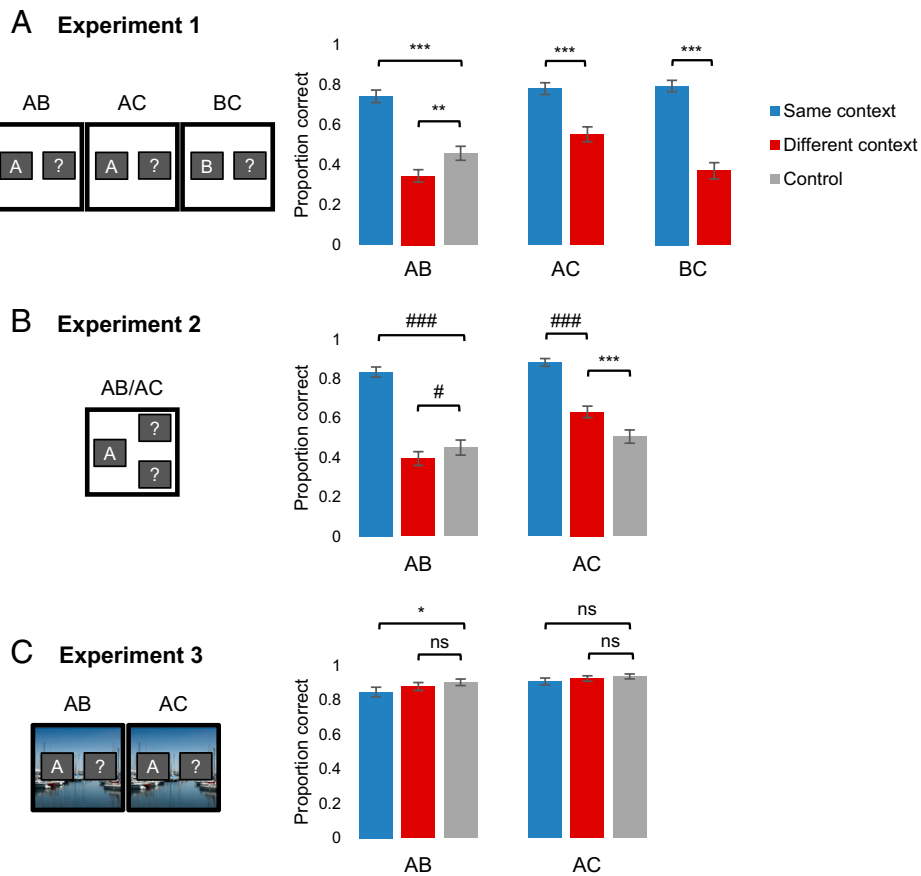 A Experiment 1
AB AC BC
A ? A ? B ?
Proportion correct
1
0.8
0.6
0.4
0.2
0
***
**
***
***
AB AC BC
Same context
Different context
Control
B Experiment 2
AB/AC
A
?
?
Proportion correct
1
0.8
0.6
0.4
0.2
0
###
#
###
***
AB AC
C Experiment 3
AB AC
A ? A ?
Proportion correct
1
0.8
0.6
0.4
0.2
0
*
ns
ns
ns
AB AC